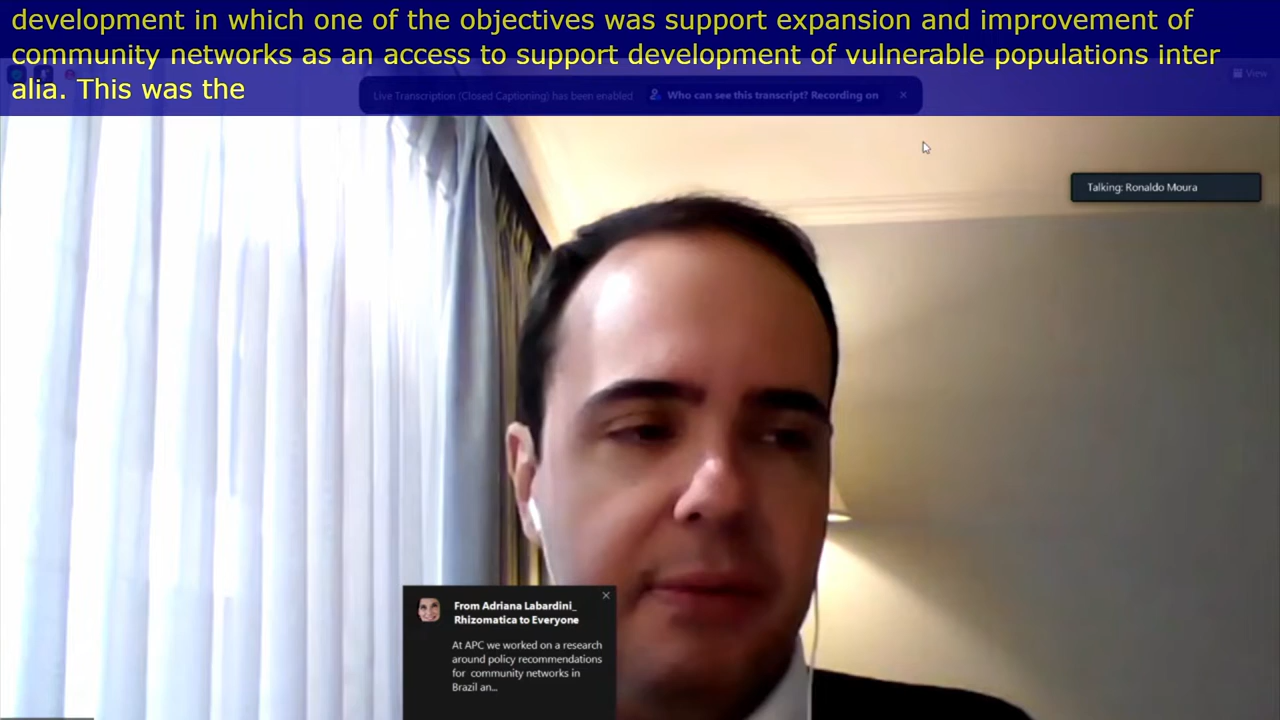 development in which one of the objectives was support expansion and improvement of
community networks as an access to support development of vulnerable populations inter
alia. This was the
View
Live Transcription (Closed Captioning) has been enabled
Who can see this transcript? Recording on
Talking: Ronaldo Moura
From Adriana Labardini_
Rhizomatica to Everyone
At APC we worked on a research
around policy recommendations
for community networks in
Brazil an...